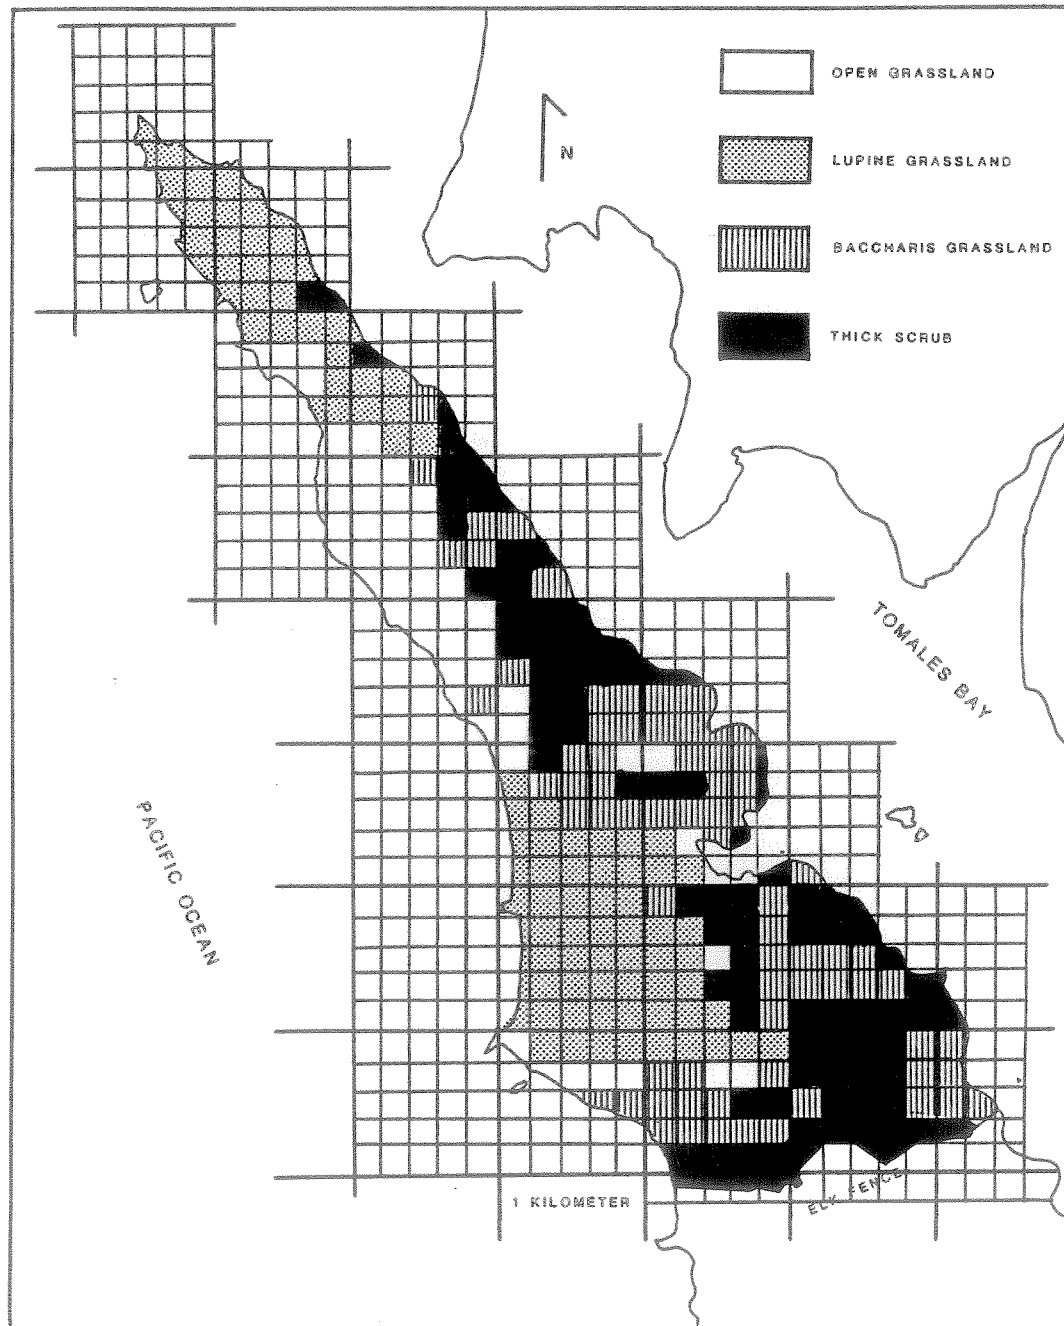 OPEN GRASSLAND
N
LUPINE GRASSLAND
BACCHARIS GRASSLAND
THICK SCRUB
TOMALES BAY
PACIFIC OCEAN
1 KILOMETER
ELK FENCE